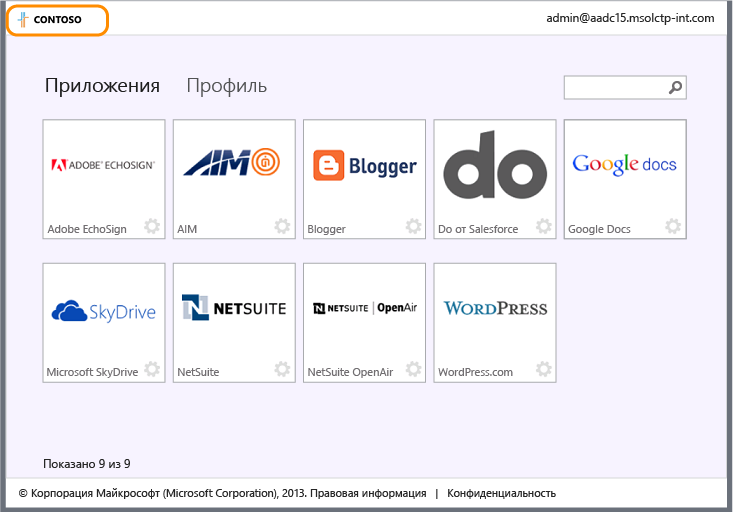 CONTOSO
admin@aadc15.msolctp-int.com
Приложения
Профиль
ADOBE® ECHOSIGN®
AIM
Blogger
do
Google docs
Adobe EchoSign
AIM
Blogger
Do от Salesforce
Google Docs
SkyDrive
NETSUITE
NETSUITE | OpenAir
WORDPRESS
Microsoft SkyDrive
NetSuite
NetSuite OpenAir
WordPress.com
Показано 9 из 9
© Корпорация Майкрософт (Microsoft Corporation), 2013. Правовая информация | Конфиденциальность